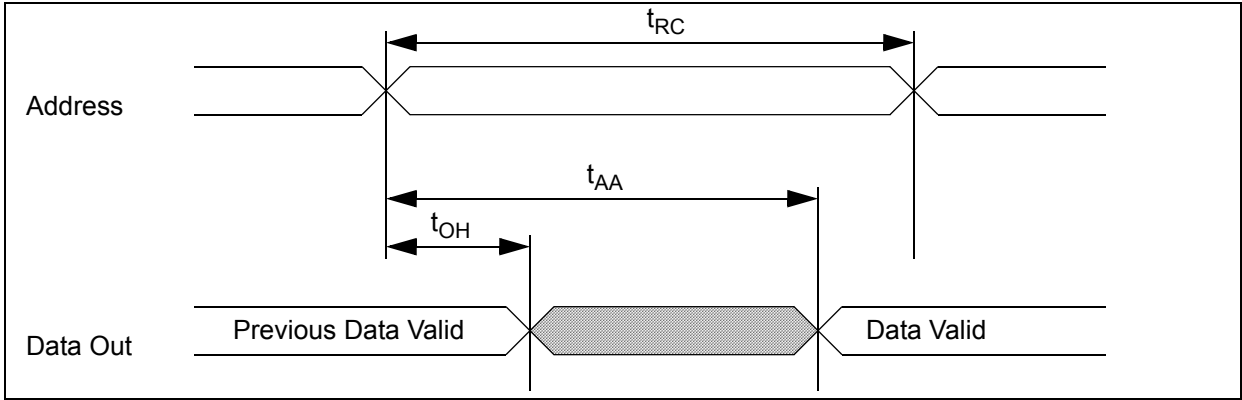 tRC
Address
tAA
tOH
Previous Data Valid
Data Valid
Data Out